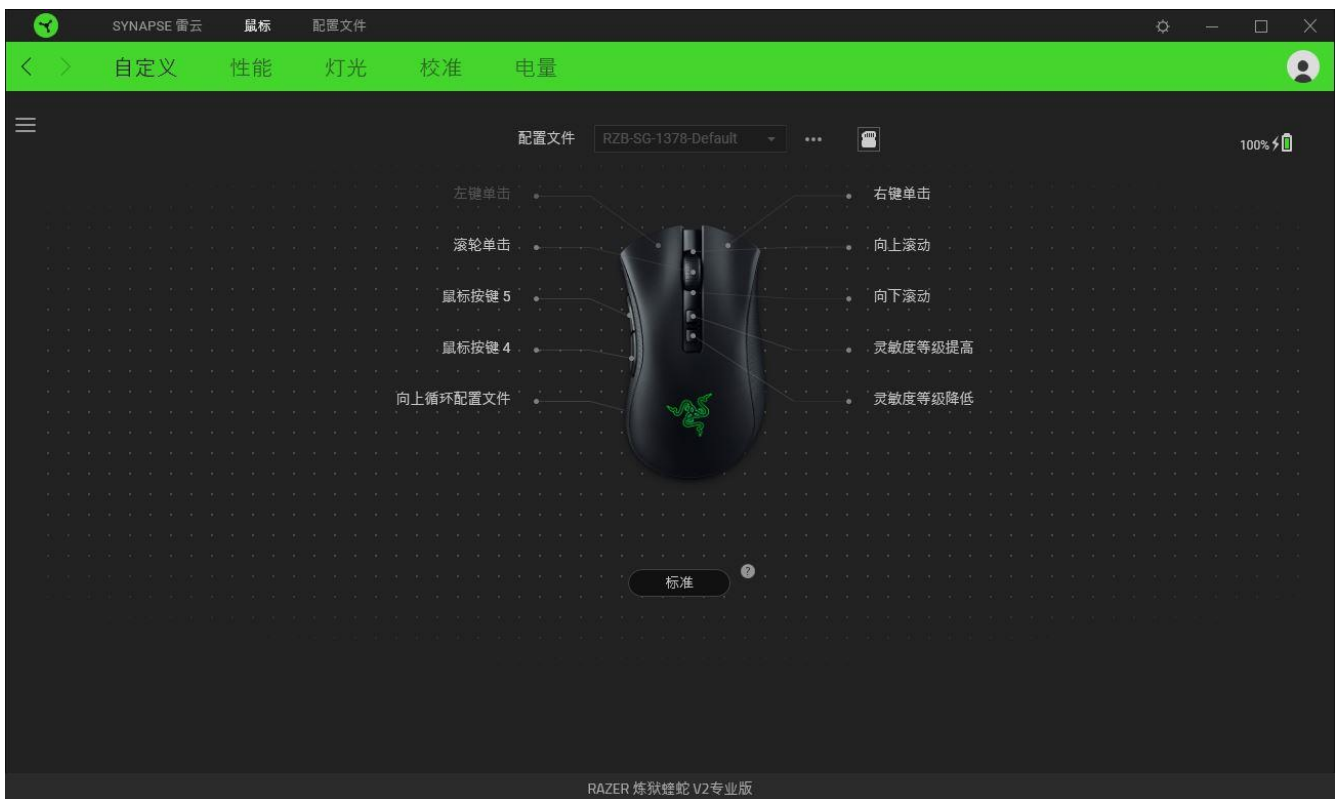 SYNAPSE 雷云 鼠标 配置文件
自定义 性能 灯光 校准 电量
配置文件 RZB-SG-1378-Default
100%
左键单击 右键单击
滚轮单击 向上滚动
鼠标按键 5 向下滚动
鼠标按键 4 灵敏度等级提高
向上循环配置文件 灵敏度等级降低
标准 ?
RAZER 炼狱蝰蛇 V2专业版